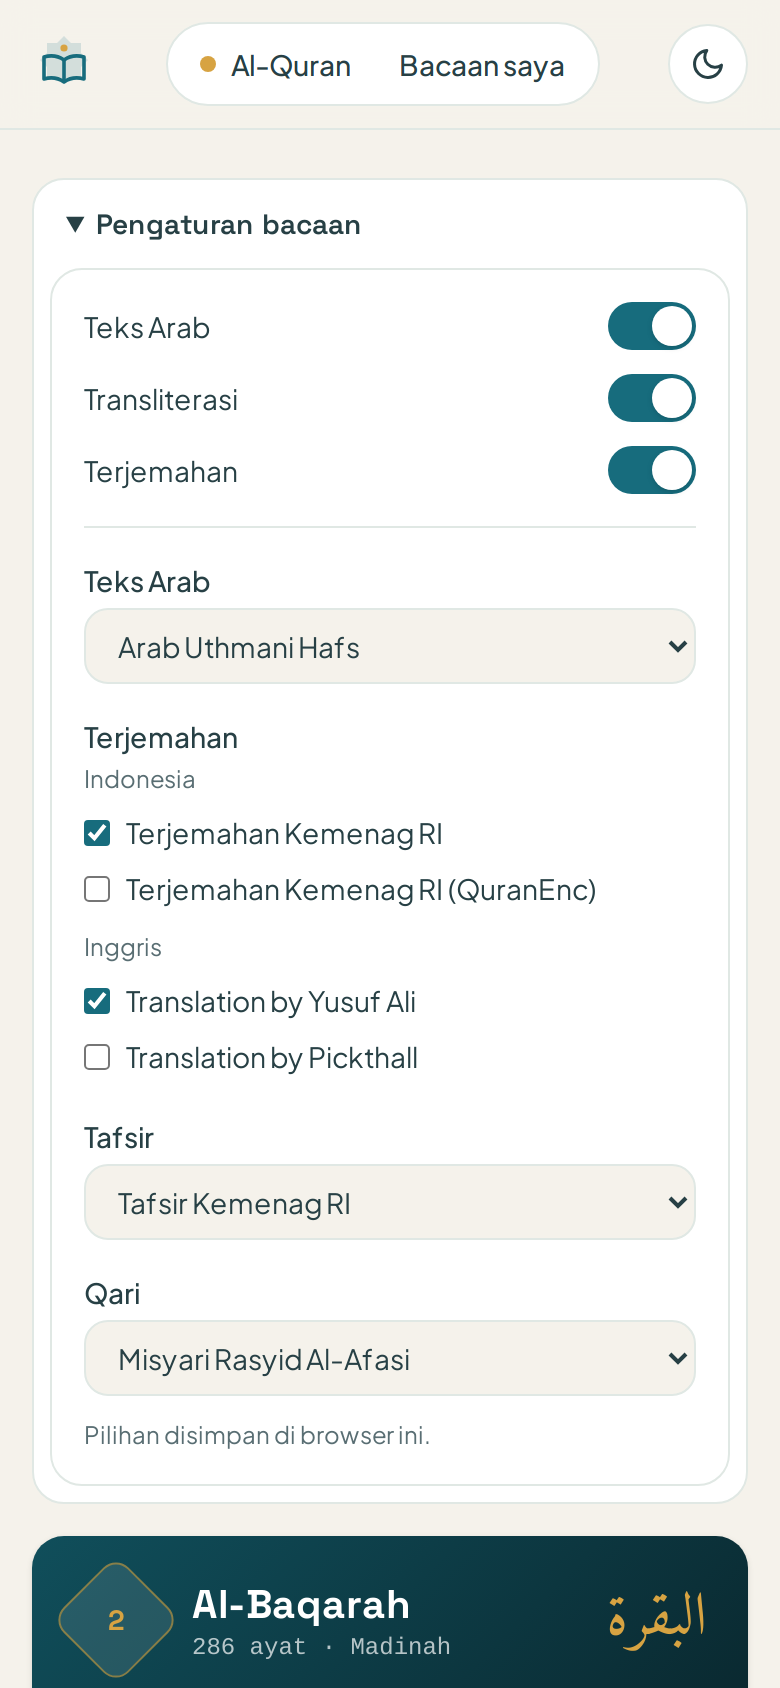 Al-Quran Bacaan saya
Pengaturan bacaan
Teks Arab
Transliterasi
Terjemahan
Teks Arab
Arab Uthmani Hafs
Terjemahan
Indonesia
Terjemahan Kemenag RI
Terjemahan Kemenag RI (QuranEnc)
Inggris
Translation by Yusuf Ali
Translation by Pickthall
Tafsir
Tafsir Kemenag RI
Qari
Misyari Rasyid Al-Afasi
Pilihan disimpan di browser ini.
2
Al-Baqarah
286 ayat · Madinah
البقرة